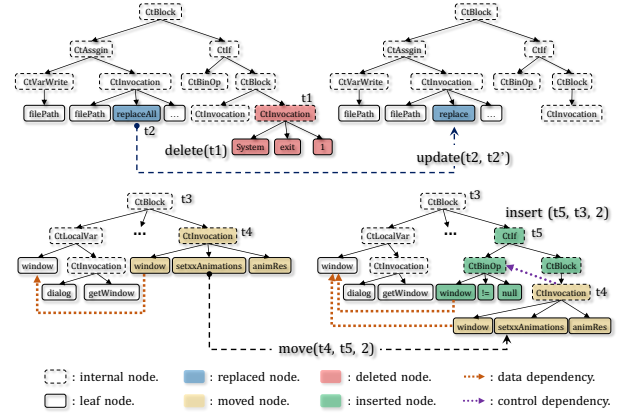 CtBlock CtBlock
CtAssgin CtIf CtAssgin CtIf
CtVarWrite CtInvocation CtBinOp CtBlock CtVarWrite CtInvocation CtBinOp CtBlock
t1
filePath filePath replaceAll ... CtInvocation CtInvocation filePath filePath replace ... CtInvocation
t2
delete(t1) System exit 1 update(t2, t2’)
t3 t3
CtBlock CtBlock insert (t5, t3, 2)
CtLocalVar ... CtInvocation t4 CtLocalVar ... CtIf t5
window CtInvocation window setxxAnimations animRes window CtInvocation CtBinOp CtBlock
dialog getWindow dialog getWindow window != null CtInvocation t4
window setxxAnimations animRes
move(t4, t5, 2)
: internal node. : replaced node. : deleted node. : data dependency.
: leaf node. : moved node. : inserted node. : control dependency.